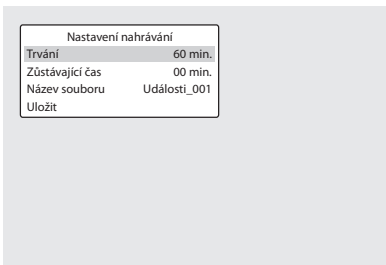 Nastavení nahrávání
Trvání 60 min.
Zůstávající čas 00 min.
Název souboru Události_001
Uložit